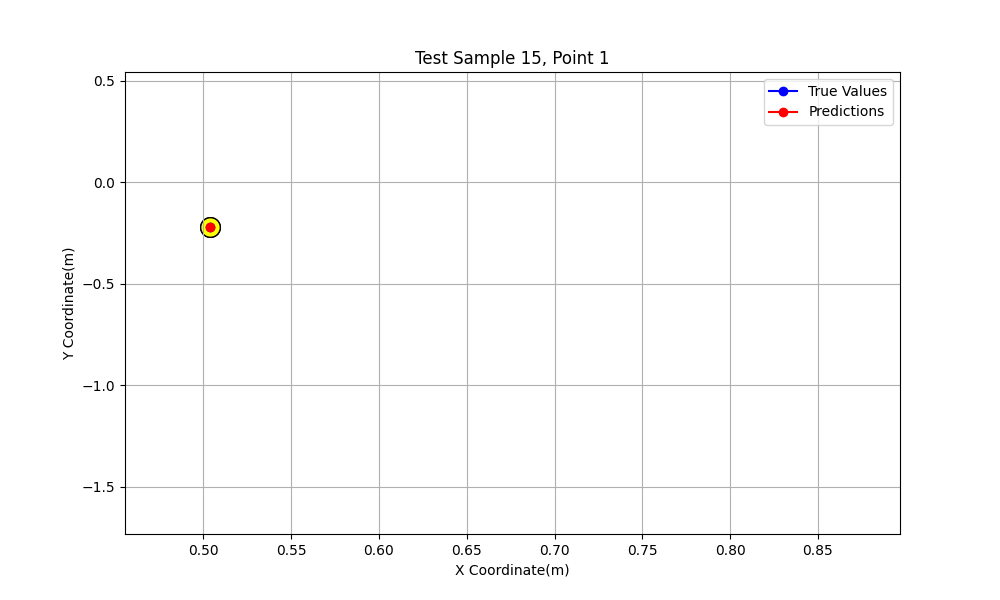 Test Sample 15, Point 1
True Values
Predictions
0.5
0.0
−0.5
−1.0
−1.5
Y Coordinate(m)
0.50 0.55 0.60 0.65 0.70 0.75 0.80 0.85
X Coordinate(m)